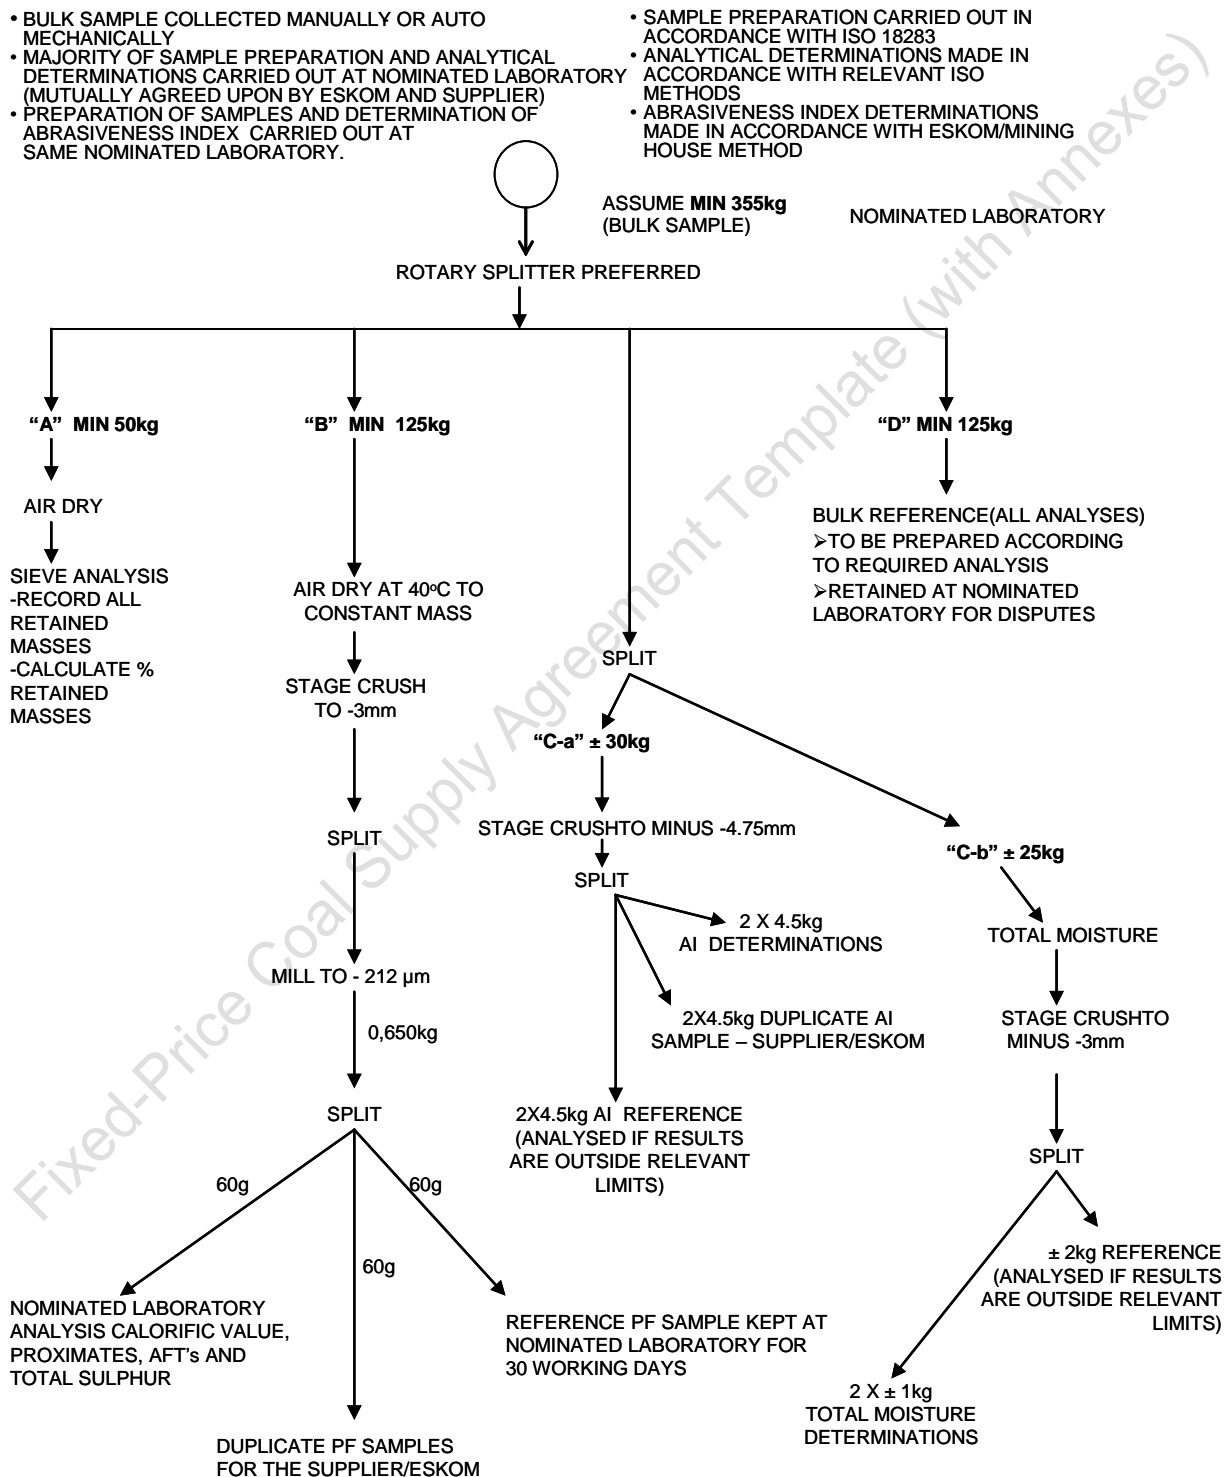 • BULK SAMPLE COLLECTED MANUALLY OR AUTO
MECHANICALLY
• MAJORITY OF SAMPLE PREPARATION AND ANALYTICAL
DETERMINATIONS CARRIED OUT AT NOMINATED LABORATORY
(MUTUALLY AGREED UPON BY ESKOM AND SUPPLIER)
• PREPARATION OF SAMPLES AND DETERMINATION OF
ABRASIVENESS INDEX CARRIED OUT AT
SAME NOMINATED LABORATORY.
• SAMPLE PREPARATION CARRIED OUT IN
ACCORDANCE WITH ISO 18283
• ANALYTICAL DETERMINATIONS MADE IN
ACCORDANCE WITH RELEVANT ISO
METHODS
• ABRASIVENESS INDEX DETERMINATIONS
MADE IN ACCORDANCE WITH ESKOM/MINING
HOUSE METHOD
ASSUME MIN 355kg
(BULK SAMPLE)
NOMINATED LABORATORY
ROTARY SPLITTER PREFERRED
“A” MIN 50kg
AIR DRY
SIEVE ANALYSIS
-RECORD ALL
RETAINED
MASSES
-CALCULATE %
RETAINED
MASSES
“B” MIN 125kg
AIR DRY AT 40ºC TO
CONSTANT MASS
STAGE CRUSH
TO -3mm
SPLIT
MILL TO - 212 µm
0,650kg
SPLIT
60g
60g
60g
NOMINATED LABORATORY
ANALYSIS CALORIFIC VALUE,
PROXIMATES, AFT’s AND
TOTAL SULPHUR
DUPLICATE PF SAMPLES
FOR THE SUPPLIER/ESKOM
REFERENCE PF SAMPLE KEPT AT
NOMINATED LABORATORY FOR
30 WORKING DAYS
SPLIT
“C-a” ± 30kg
STAGE CRUSHTO MINUS -4.75mm
SPLIT
2 X 4.5kg
AI DETERMINATIONS
2X4.5kg DUPLICATE AI
SAMPLE – SUPPLIER/ESKOM
2X4.5kg AI REFERENCE
(ANALYSED IF RESULTS
ARE OUTSIDE RELEVANT
LIMITS)
“C-b” ± 25kg
TOTAL MOISTURE
STAGE CRUSHTO
MINUS -3mm
SPLIT
± 2kg REFERENCE
(ANALYSED IF RESULTS
ARE OUTSIDE RELEVANT
LIMITS)
2 X ± 1kg
TOTAL MOISTURE
DETERMINATIONS
“D” MIN 125kg
BULK REFERENCE(ALL ANALYSES)
➢TO BE PREPARED ACCORDING
TO REQUIRED ANALYSIS
➢RETAINED AT NOMINATED
LABORATORY FOR DISPUTES
Fixed-Price Coal Supply Agreement Template (with Annexes)